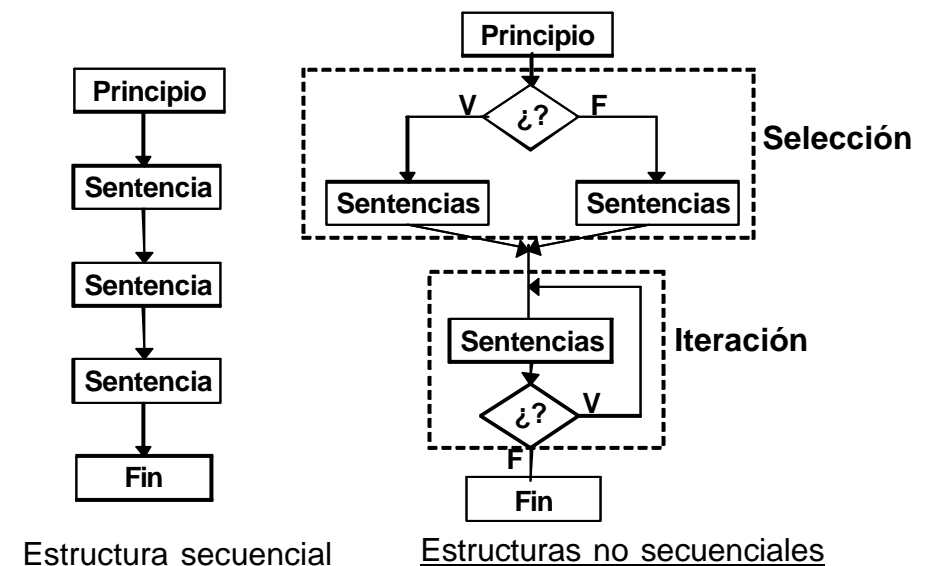 Principio
Sentencia
Sentencia
Sentencia
Fin
Estructura secuencial
Principio
V
¿?
F
Selección
Sentencias
Sentencias
Sentencias
Iteración
¿?
V
F
Fin
Estructuras no secuenciales